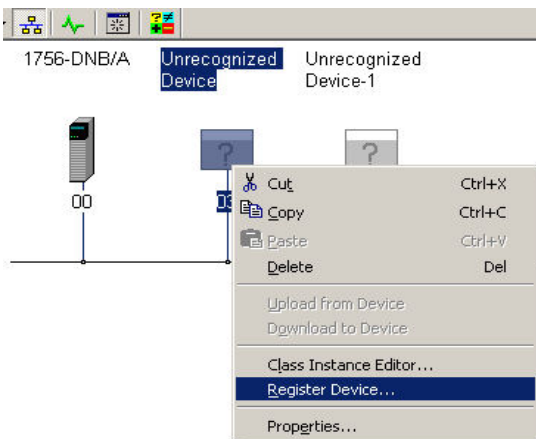 1756-DNB/A Unrecognized Unrecognized
Device Device-1
? ?
00 03
Cut Ctrl+X
Copy Ctrl+C
Paste Ctrl+V
Delete Del
Upload from Device
Download to Device
Class Instance Editor...
Register Device...
Properties...